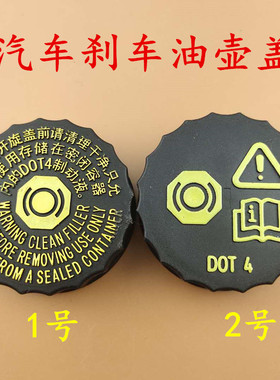 汽车刹车油壶盖
开旋盖前请清理干净只允
使用存储在密闭容器
内的DOT4制动液。
WARNING CLEAN FILLER
BEFORE REMOVING USE ONLY
FROM A SEALED CONTAINER
DOT 4
1号
2号